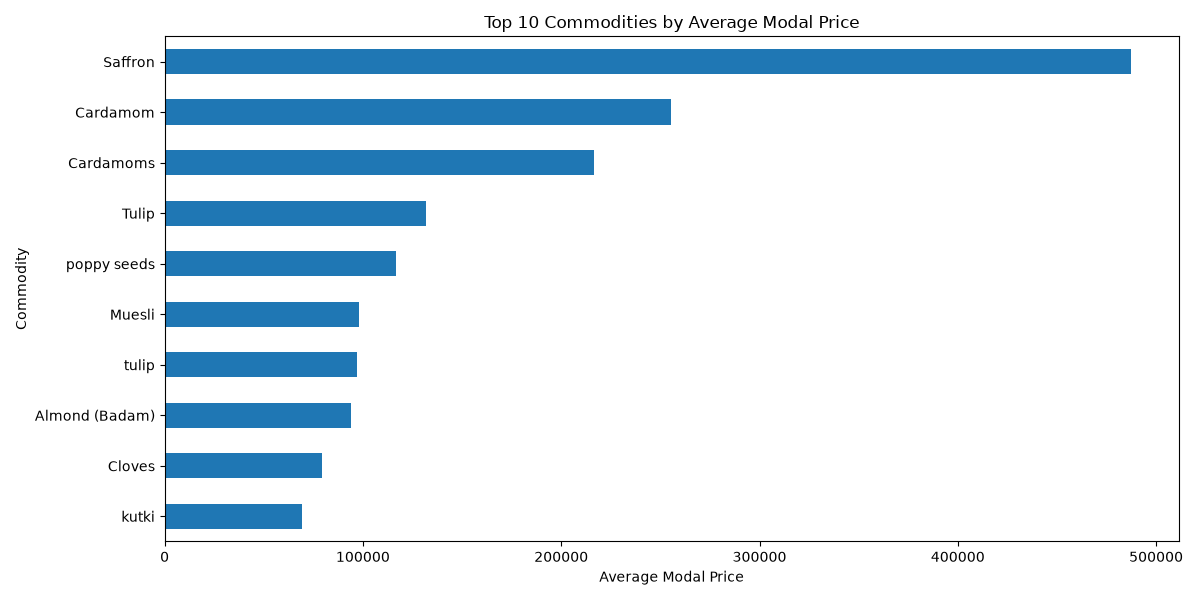 Top 10 Commodities by Average Modal Price
Commodity
Saffron
Cardamom
Cardamoms
Tulip
poppy seeds
Muesli
tulip
Almond (Badam)
Cloves
kutki
0 100000 200000 300000 400000 500000
Average Modal Price